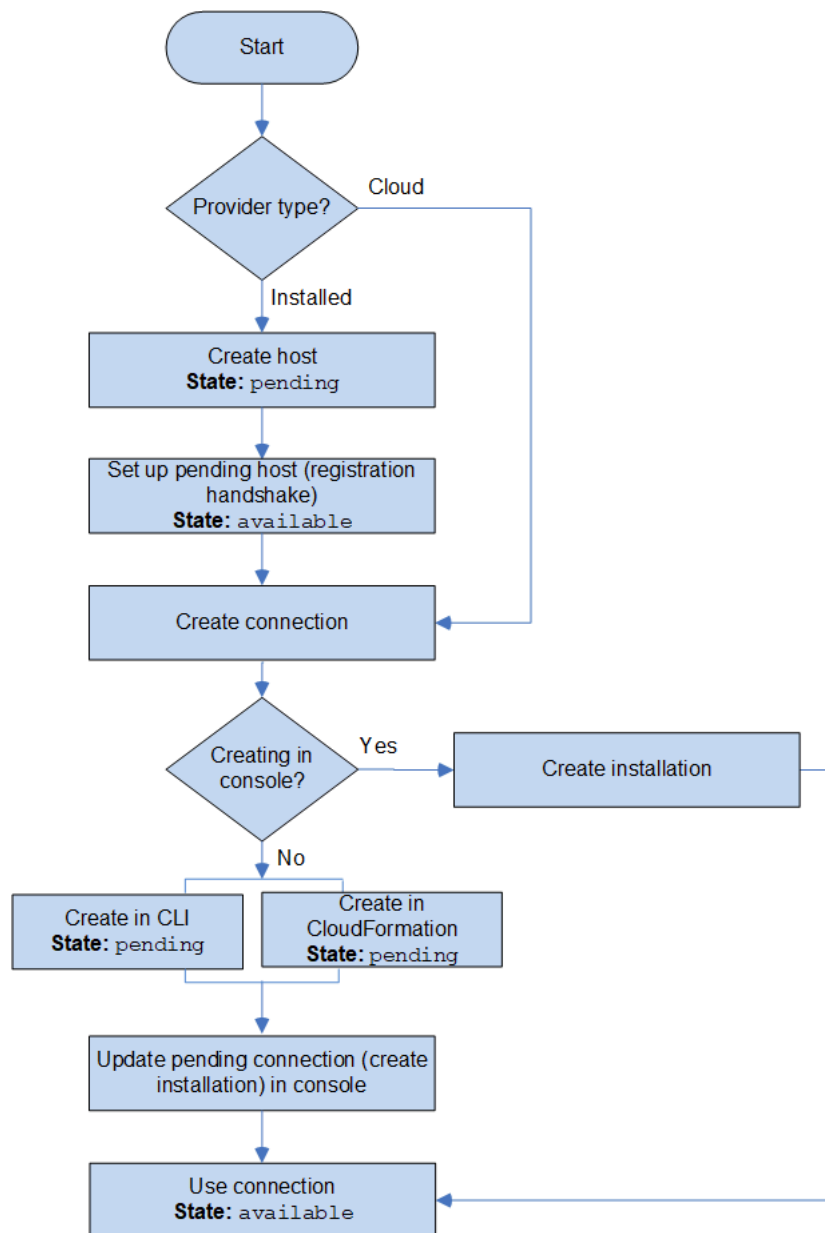 Start
Provider type?
Cloud
Installed
Create host
State: pending
Set up pending host (registration
handshake)
State: available
Create connection
Creating in
console?
Yes
Create installation
No
Create in CLI
State: pending
Create in
CloudFormation
State: pending
Update pending connection (create
installation) in console
Use connection
State: available